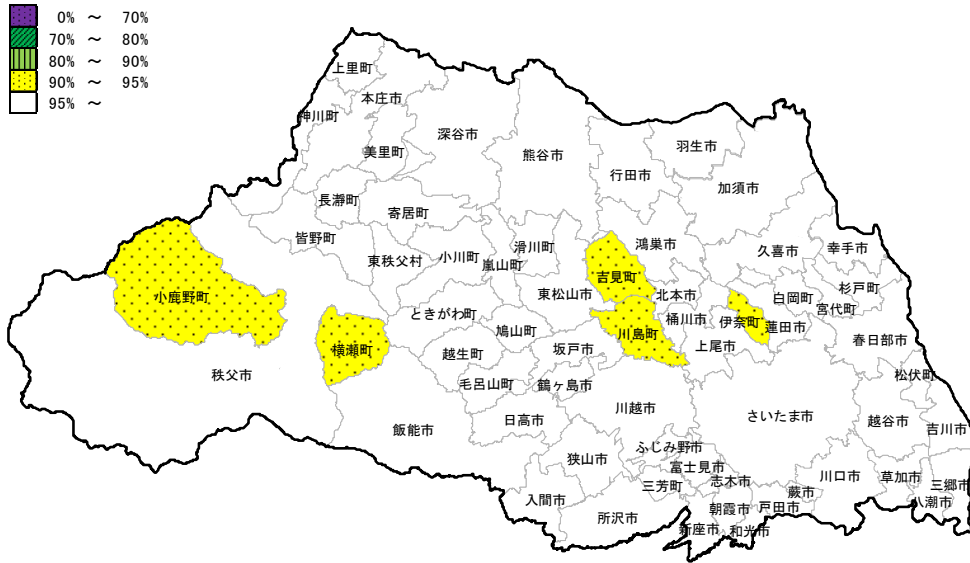 0% ～ 70%
70% ～ 80%
80% ～ 90%
90% ～ 95%
95% ～
上里町
本庄市
神川町
深谷市
美里町
熊谷市
羽生市
行田市
加須市
長瀞町
寄居町
皆野町
東秩父村
小川町
嵐山町
滑川町
鴻巣市
久喜市
幸手市
吉見町
小鹿野町
東松山市
北本市
白岡町
杉戸町
宮代町
ときがわ町
鳩山町
川島町
桶川市
伊奈町
蓮田市
横瀬町
越生町
坂戸市
上尾市
春日部市
秩父市
毛呂山町
鶴ヶ島市
松伏町
川越市
さいたま市
飯能市
日高市
越谷市
吉川市
ふじみ野市
狭山市
富士見市
志木市
川口市
草加市
三郷市
入間市
三芳町
蕨市
八潮市
所沢市
朝霞市
戸田市
新座市
和光市